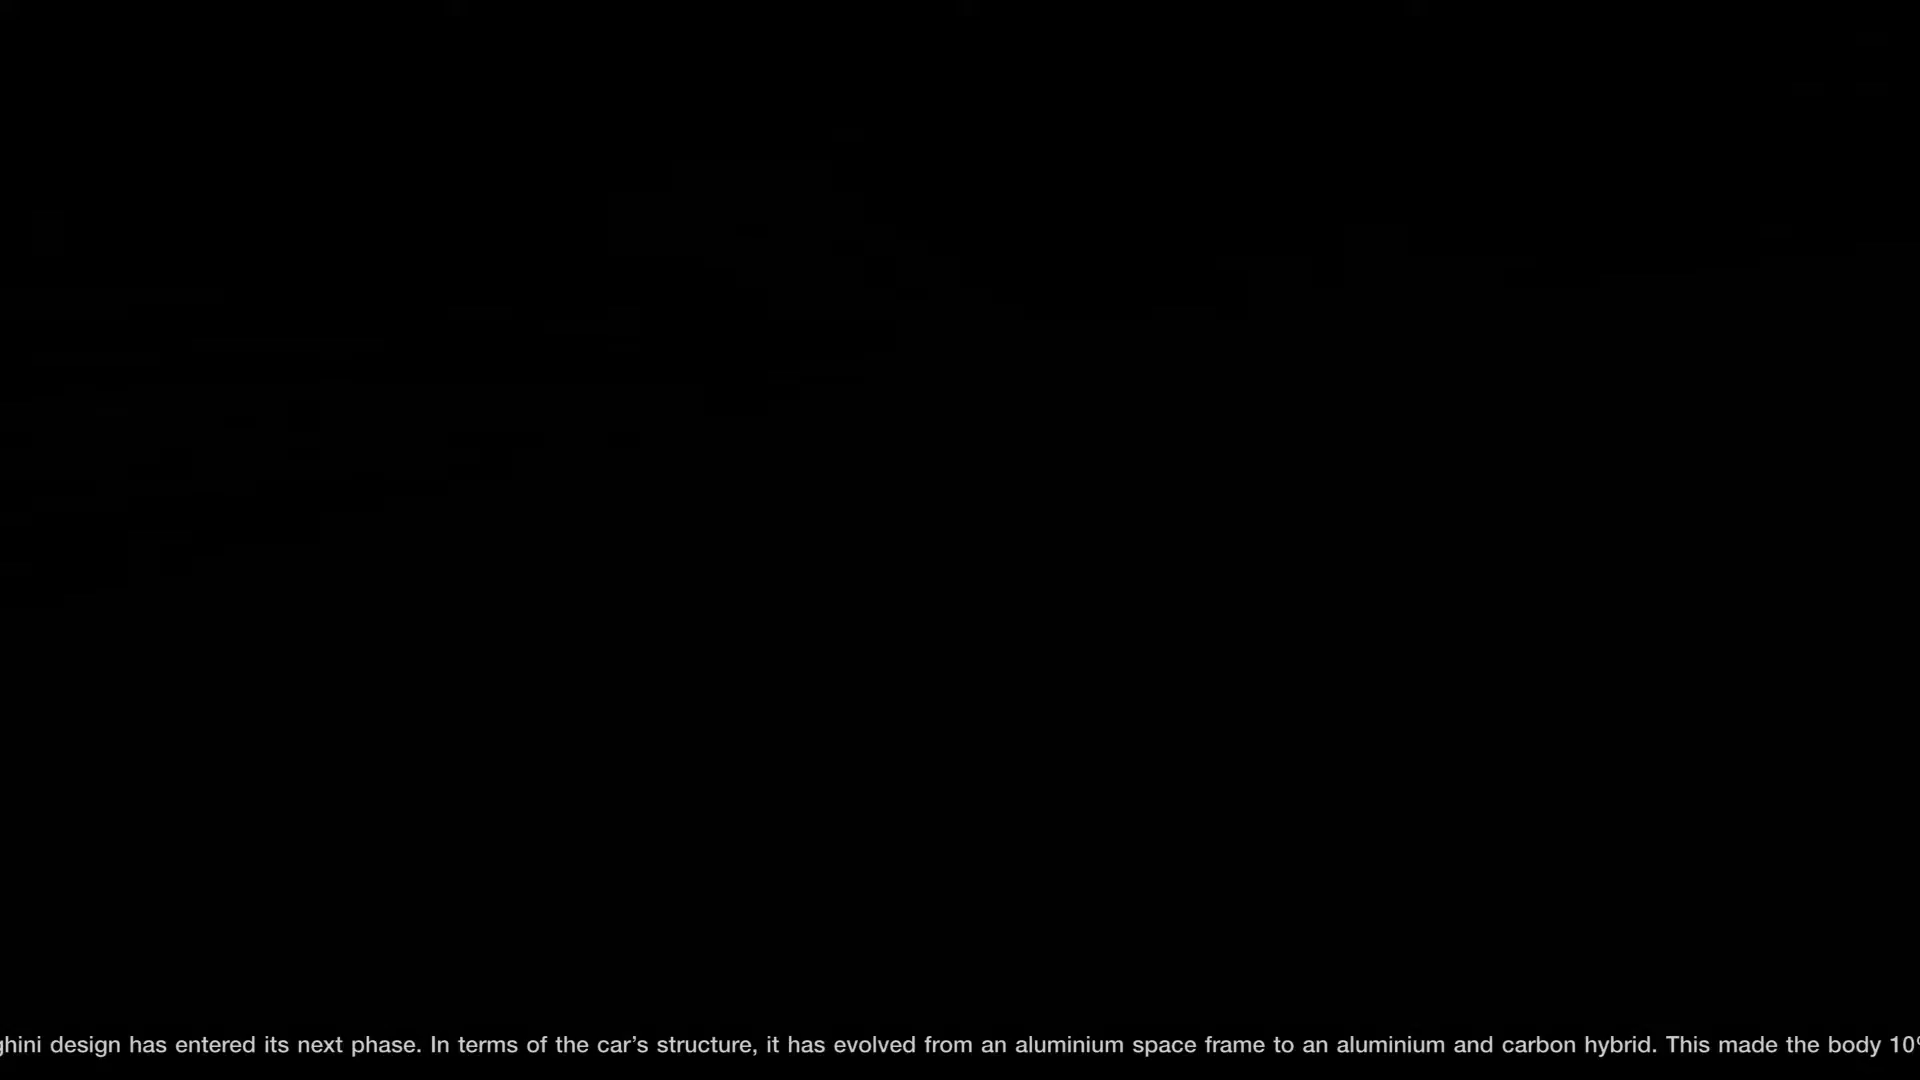 ghini design has entered its next phase. In terms of the car’s structure, it has evolved from an aluminium space frame to an aluminium and carbon hybrid. This made the body 10%